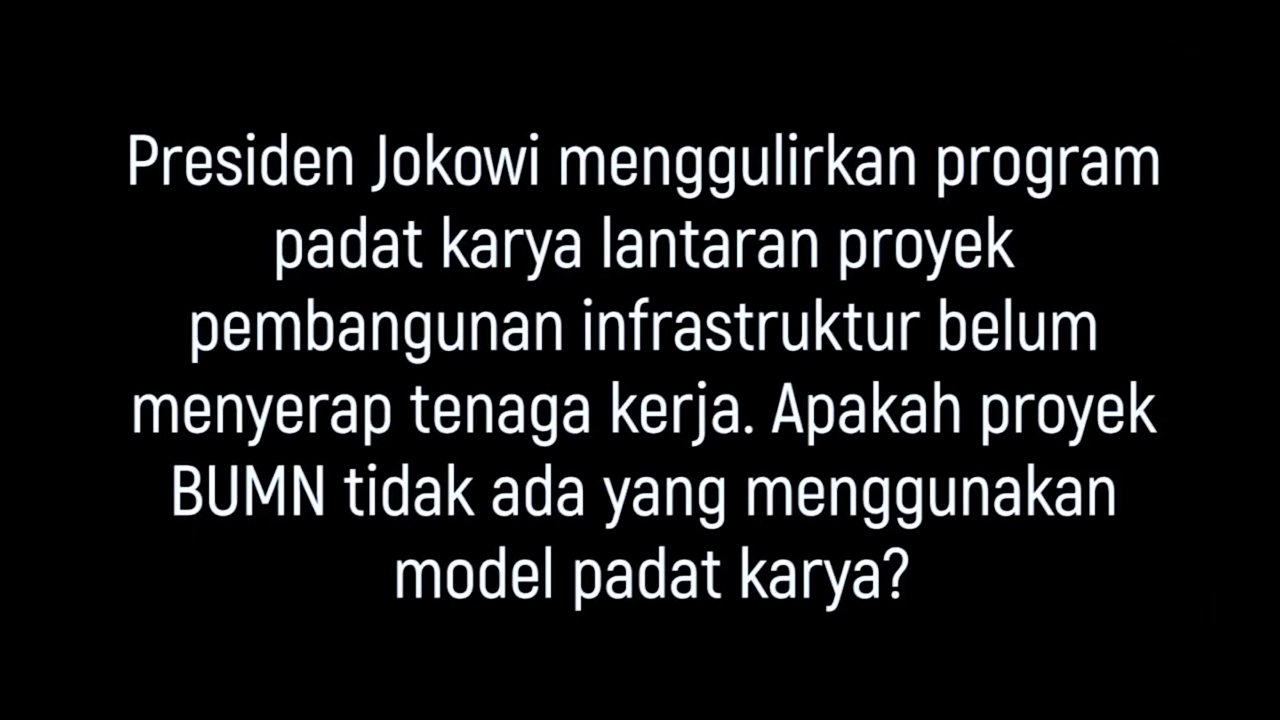 Presiden Jokowi menggulirkan program
padat karya lantaran proyek
pembangunan infrastruktur belum
menyerap tenaga kerja. Apakah proyek
BUMN tidak ada yang menggunakan
model padat karya?